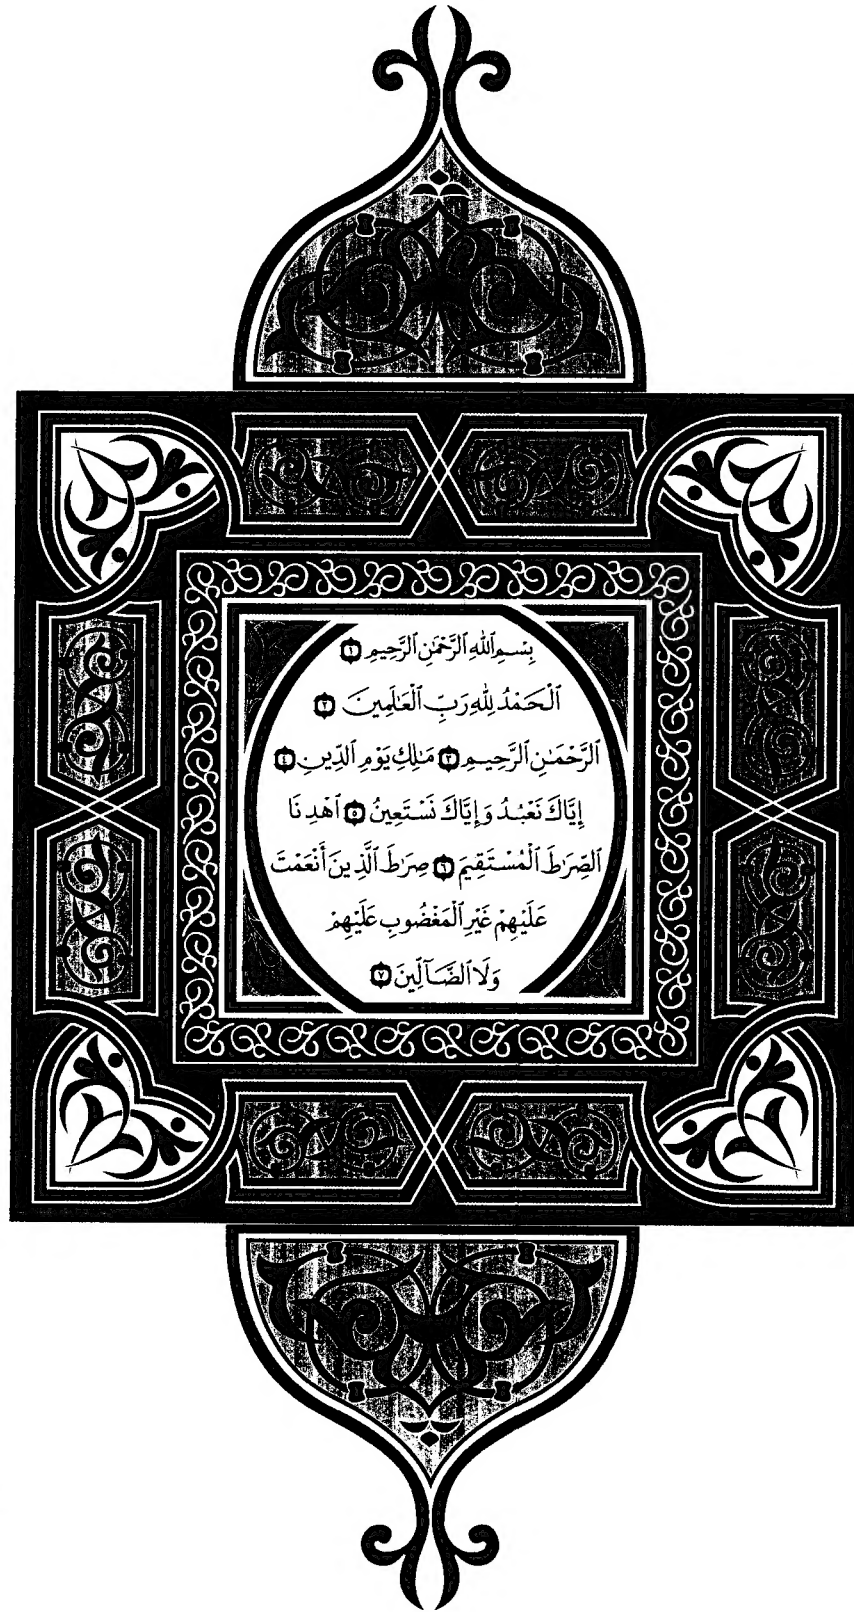 بِسْمِ ٱللَّهِ ٱلرَّحْمَٰنِ ٱلرَّحِيمِ ١
ٱلْحَمْدُ لِلَّهِ رَبِّ ٱلْعَٰلَمِينَ ٢
ٱلرَّحْمَٰنِ ٱلرَّحِيمِ ٣ مَٰلِكِ يَوْمِ ٱلدِّينِ ٤
إِيَّاكَ نَعْبُدُ وَإِيَّاكَ نَسْتَعِينُ ٥ ٱهْدِنَا
ٱلصِّرَٰطَ ٱلْمُسْتَقِيمَ ٦ صِرَٰطَ ٱلَّذِينَ أَنْعَمْتَ
عَلَيْهِمْ غَيْرِ ٱلْمَغْضُوبِ عَلَيْهِمْ
وَلَا ٱلضَّآلِّينَ ٧